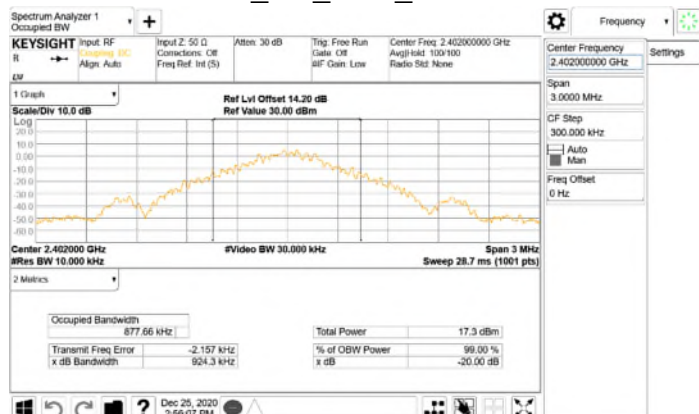 Spectrum Analyzer 1
Occupied BW
Frequency
KEYSIGHT
Input: RF
Coupling: DC
Align: Auto
Input Z: 50 Ω
Corrections: Off
Freq Ref: Int (S)
Atten: 30 dB
Trig: Free Run
Gate: Off
#IF Gain: Low
Center Freq: 2.402000000 GHz
Avg|Hold: 100/100
Radio Std: None
Center Frequency
2.402000000 GHz
Settings
Span
3.0000 MHz
CF Step
300.000 kHz
Auto
Man
Freq Offset
0 Hz
1 Graph
Scale/Div 10.0 dB
Ref Lvl Offset 14.20 dB
Ref Value 30.00 dBm
Log
20.0
10.0
0.00
-10.0
-20.0
-30.0
-40.0
-50.0
-60.0
Center 2.402000 GHz
#Res BW 10.000 kHz
#Video BW 30.000 kHz
Span 3 MHz
Sweep 28.7 ms (1001 pts)
2 Metrics
Occupied Bandwidth
877.66 kHz
Total Power 17.3 dBm
Transmit Freq Error -2.157 kHz
% of OBW Power 99.00 %
x dB Bandwidth 924.3 kHz
x dB -20.00 dB
Dec 25, 2020
2:56:07 PM